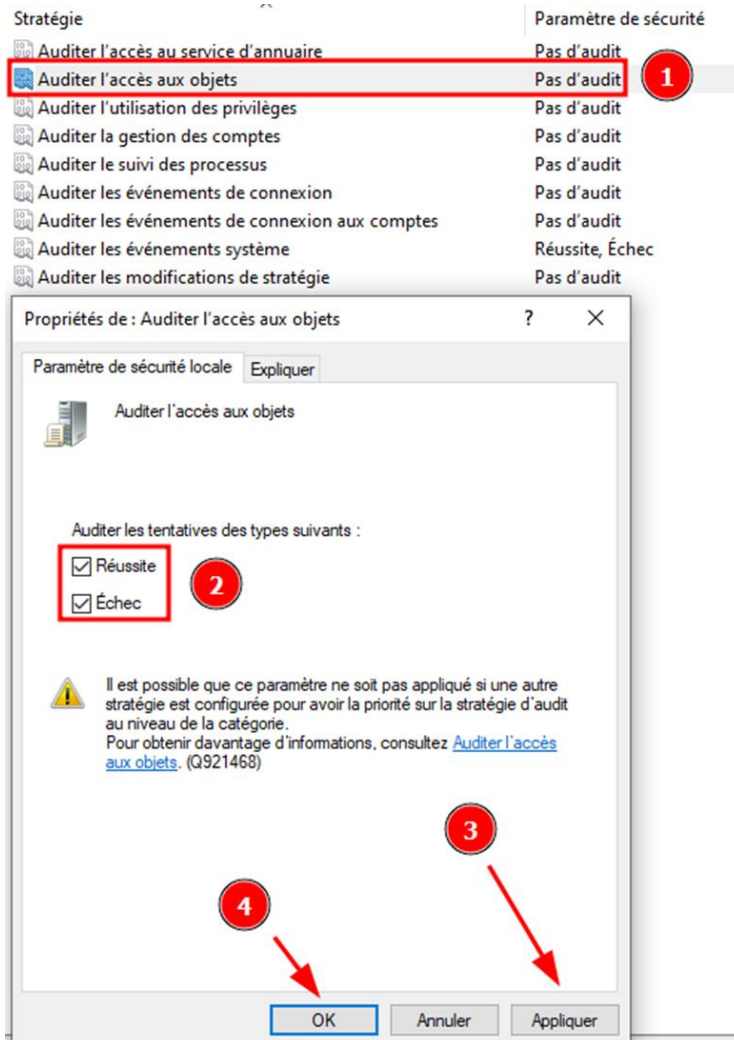 Stratégie Paramètre de sécurité
Auditer l'accès au service d'annuaire Pas d'audit
Auditer l'accès aux objets Pas d'audit 1
Auditer l'utilisation des privilèges Pas d'audit
Auditer la gestion des comptes Pas d'audit
Auditer le suivi des processus Pas d'audit
Auditer les événements de connexion Pas d'audit
Auditer les événements de connexion aux comptes Pas d'audit
Auditer les événements système Réussite, Échec
Auditer les modifications de stratégie Pas d'audit
Propriétés de : Auditer l'accès aux objets ? ×
Paramètre de sécurité locale Expliquer
Auditer l'accès aux objets
Auditer les tentatives des types suivants :
Réussite
2
Échec
Il est possible que ce paramètre ne soit pas appliqué si une autre
stratégie est configurée pour avoir la priorité sur la stratégie d'audit
au niveau de la catégorie.
Pour obtenir davantage d'informations, consultez Auditer l'accès
aux objets. (Q921468)
3
4
OK Annuler Appliquer